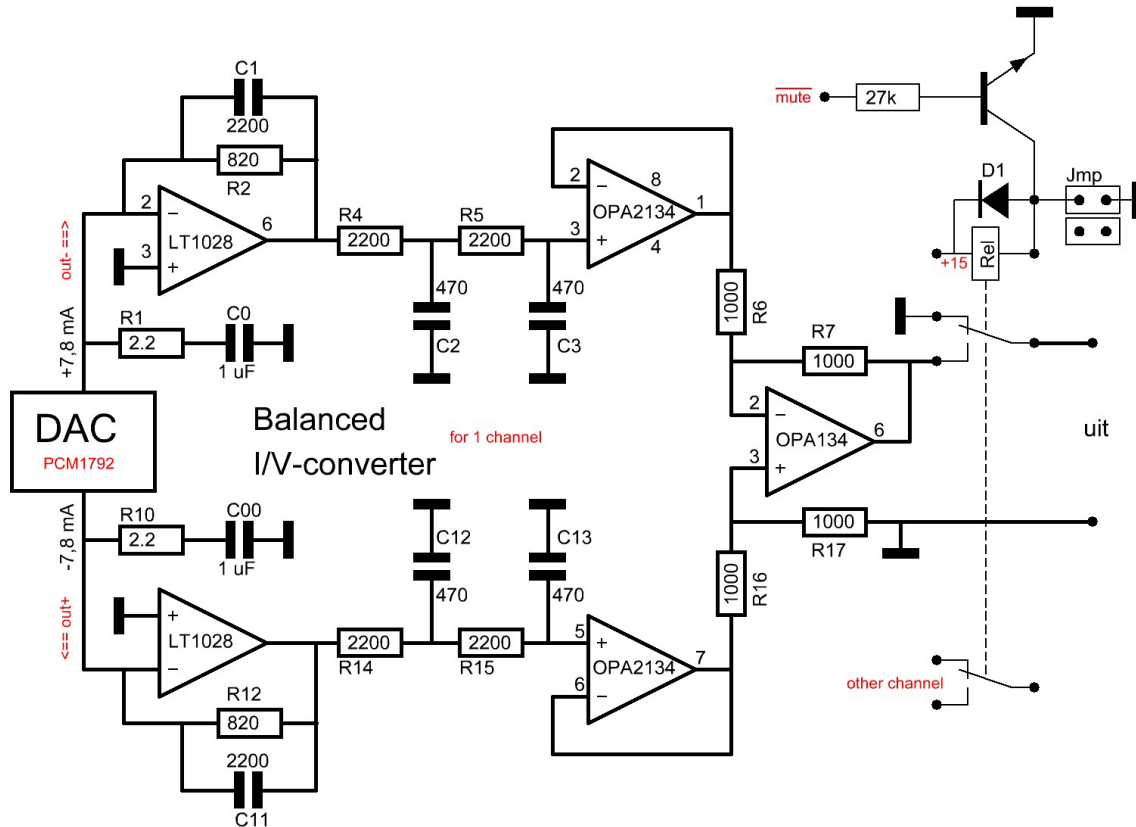 C1
2200
820
R2
2
6
LT1028
3
−
+
out- ==>
+7,8 mA
R1
2.2
C0
1 uF
R4
2200
R5
2200
470
C2
470
C3
2
8
1
OPA2134
3
4
−
+
mute
27k
D1
Jmp
+15
Rel
1000
R6
R7
1000
2
OPA134
6
3
−
+
uit
DAC
PCM1792
Balanced
I/V-converter
for 1 channel
-7,8 mA
<=== out+
R10
2.2
C00
1 uF
C12
470
C13
470
+
LT1028
−
2200
R14
2200
R15
5
7
OPA2134
6
+
−
1000
R16
1000
R17
R12
820
2200
C11
other channel